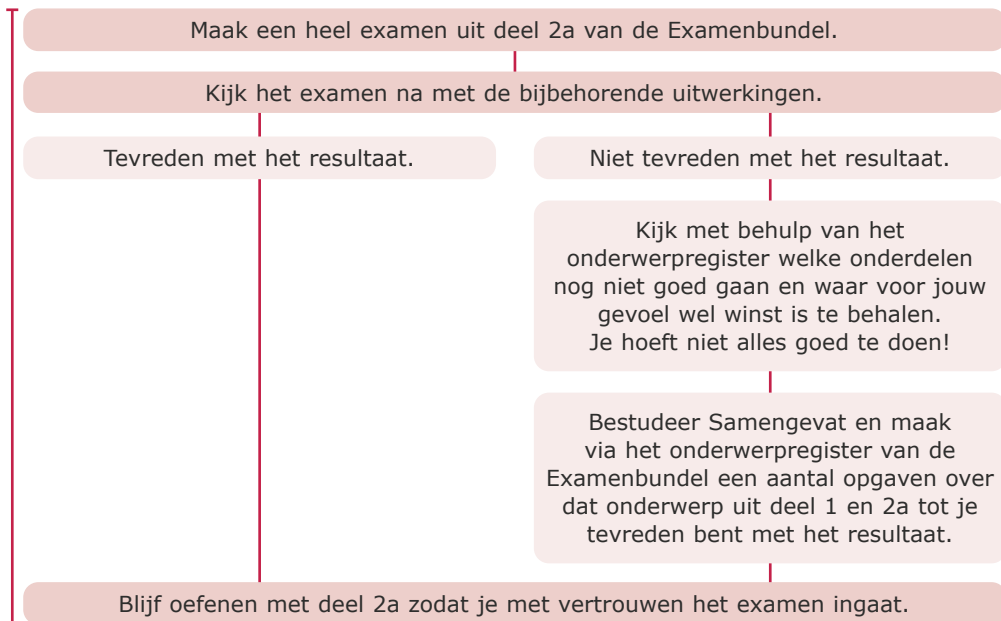 Maak een heel examen uit deel 2a van de Examenbundel.
Kijk het examen na met de bijbehorende uitwerkingen.
Tevreden met het resultaat.
Niet tevreden met het resultaat.
Kijk met behulp van het
onderwerpregister welke onderdelen
nog niet goed gaan en waar voor jouw
gevoel wel winst is te behalen.
Je hoeft niet alles goed te doen!
Bestudeer Samengevat en maak
via het onderwerpregister van de
Examenbundel een aantal opgaven over
dat onderwerp uit deel 1 en 2a tot je
tevreden bent met het resultaat.
Blijf oefenen met deel 2a zodat je met vertrouwen het examen ingaat.